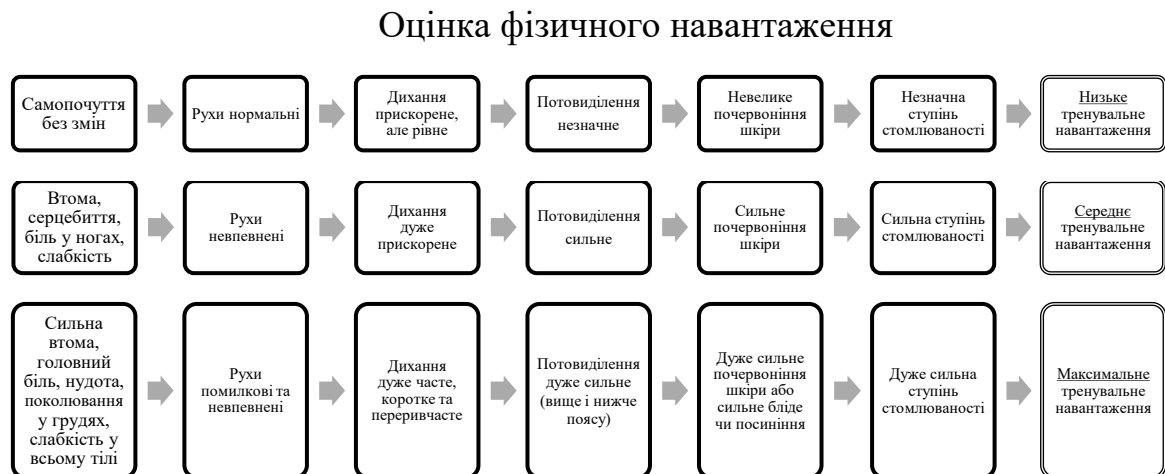 Оцінка фізичного навантаження
Самопочуття
без змін
Рухи нормальні
Дихання
прискорене,
але рівне
Потовиділення
незначне
Невелике
почервоніння
шкіри
Незначна
ступінь
стомлюваності
Низьке
тренувальне
навантаження
Втома,
серцебиття,
біль у ногах,
слабкість
Рухи
невпевнені
Дихання
дуже
прискорене
Потовиділення
сильне
Сильне
почервоніння
шкіри
Сильна ступінь
стомлюваності
Середнє
тренувальне
навантаження
Сильна
втома,
головний
біль, нудота,
поколювання
у грудях,
слабкість у
всьому тілі
Рухи
помилкові та
невпевнені
Дихання
дуже часте,
коротке та
переривчасте
Потовиділення
дуже сильне
(вище і нижче
поясу)
Дуже сильне
почервоніння
шкіри або
сильне бліде
чи посиніння
Дуже сильна
ступінь
стомлюваності
Максимальне
тренувальне
навантаження